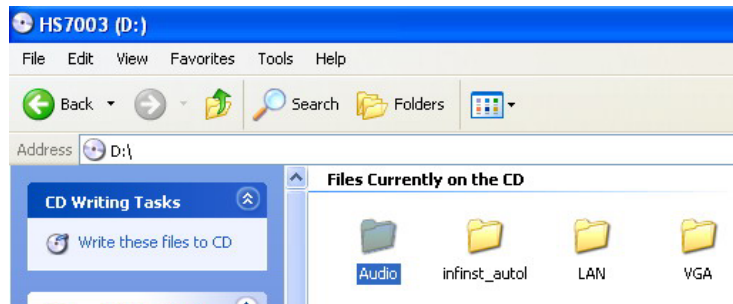 HS7003 (D:)
File Edit View Favorites Tools Help
Back Search Folders
Address D:\
Files Currently on the CD
CD Writing Tasks
Write these files to CD
Audio infinst_autol LAN VGA